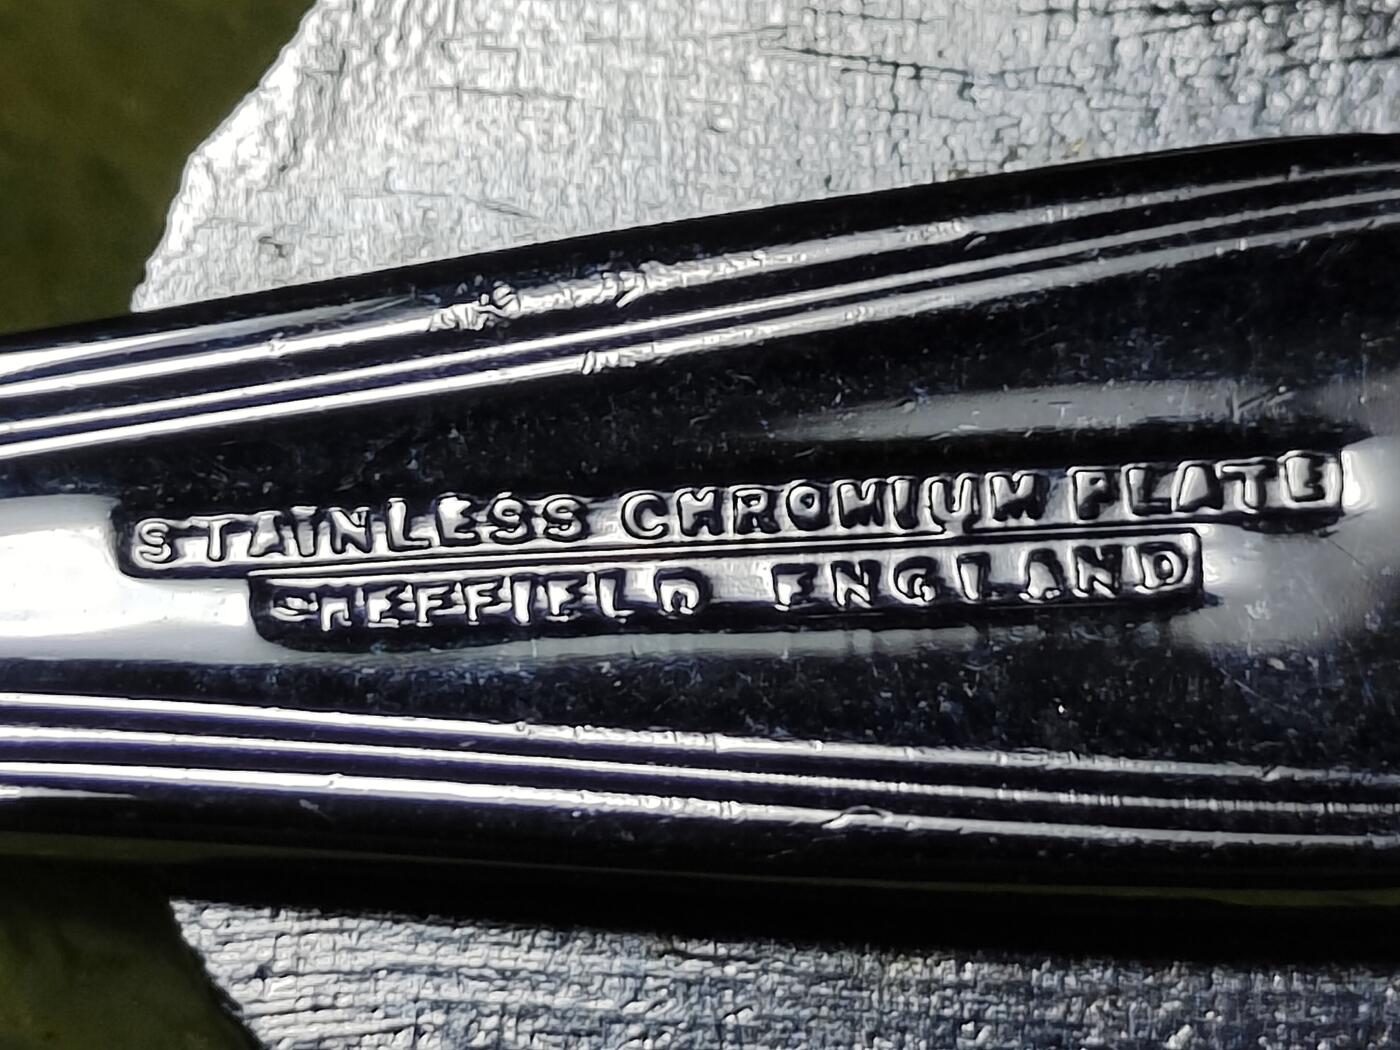 STAINLESS CHROMIUM PLATE
SHEFFIELD ENGLAND